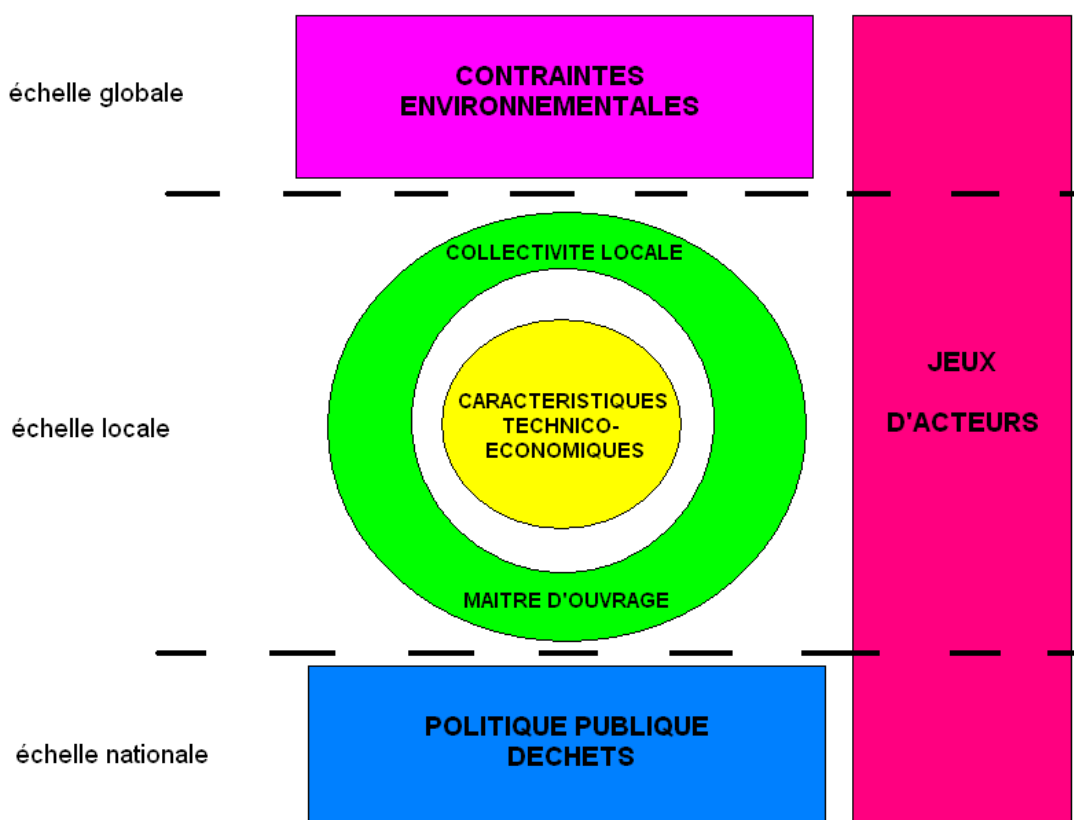 échelle globale
CONTRAINTES
ENVIRONNEMENTALES
COLLECTIVITE LOCALE
échelle locale
CARACTERISTIQUES
TECHNICO-
ECONOMIQUES
MAITRE D'OUVRAGE
JEUX
D'ACTEURS
échelle nationale
POLITIQUE PUBLIQUE
DECHETS